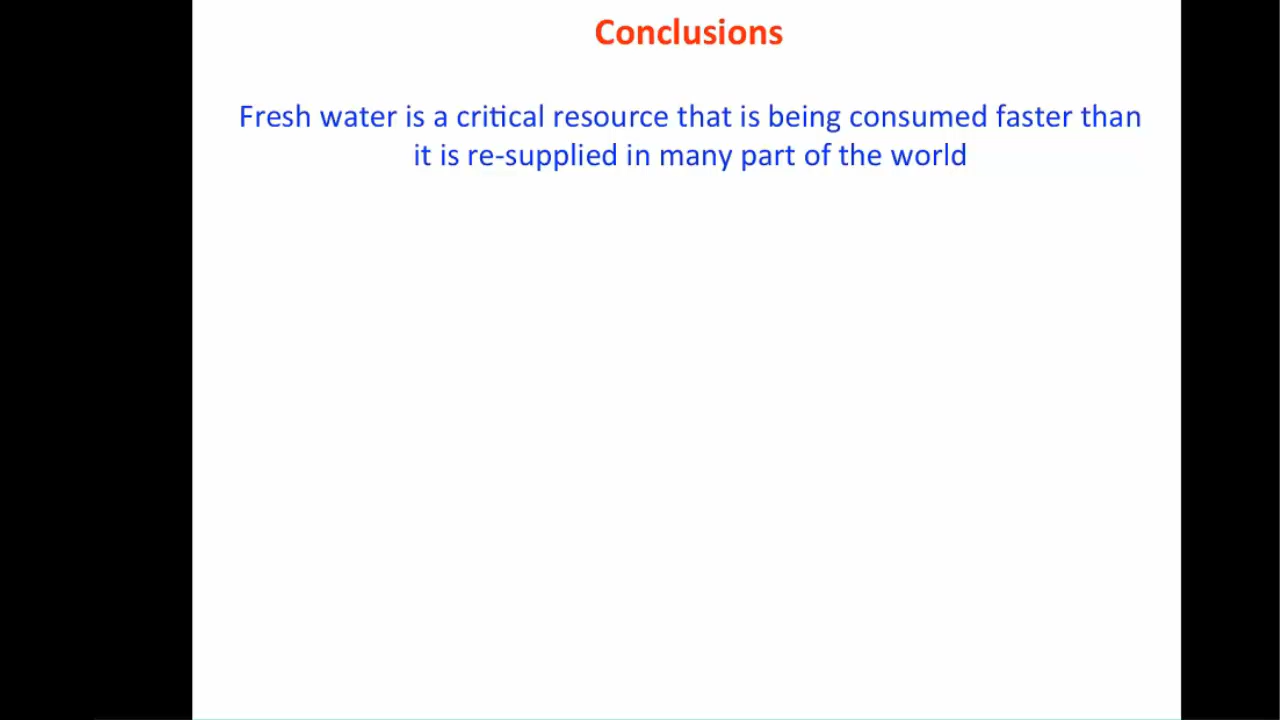 Conclusions
Fresh water is a critical resource that is being consumed faster than
it is re-supplied in many part of the world